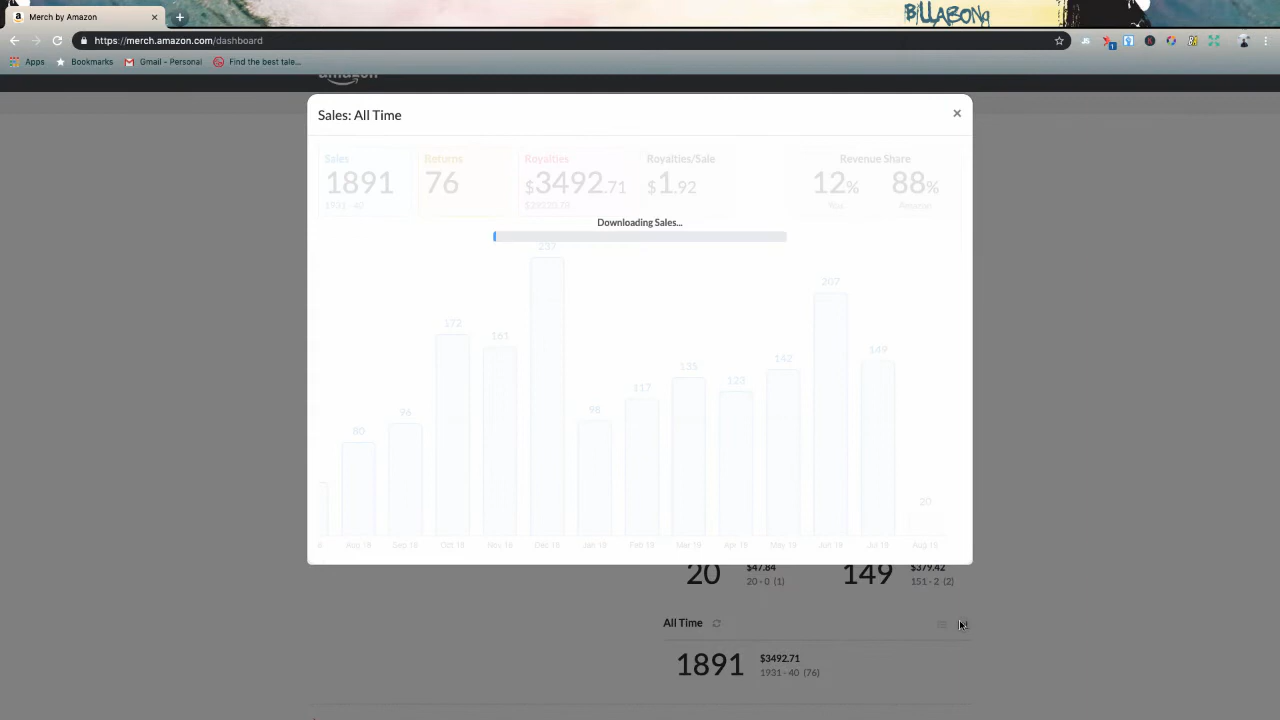 BILLABONG
Merch by Amazon
https://merch.amazon.com/dashboard
Apps
Bookmarks
Gmail - Personal
Find the best tale...
amazon
Sales: All Time
Sales
Returns
Royalties
Royalties/Sale
Revenue Share
1891
76
$3492.71
$1.92
12%
88%
1931 - 40
You
Amazon
Downloading Sales...
237
207
172
161
149
142
135
123
117
98
96
80
20
Aug 18
Sep 18
Oct 18
Nov 18
Dec 18
Jan 19
Feb 19
Mar 19
Apr 19
May 19
Jun 19
Jul 19
Aug 19
20
$47.84
20 - 0 (1)
149
$379.42
151 - 2 (2)
All Time
1891
$3492.71
1931 - 40 (76)